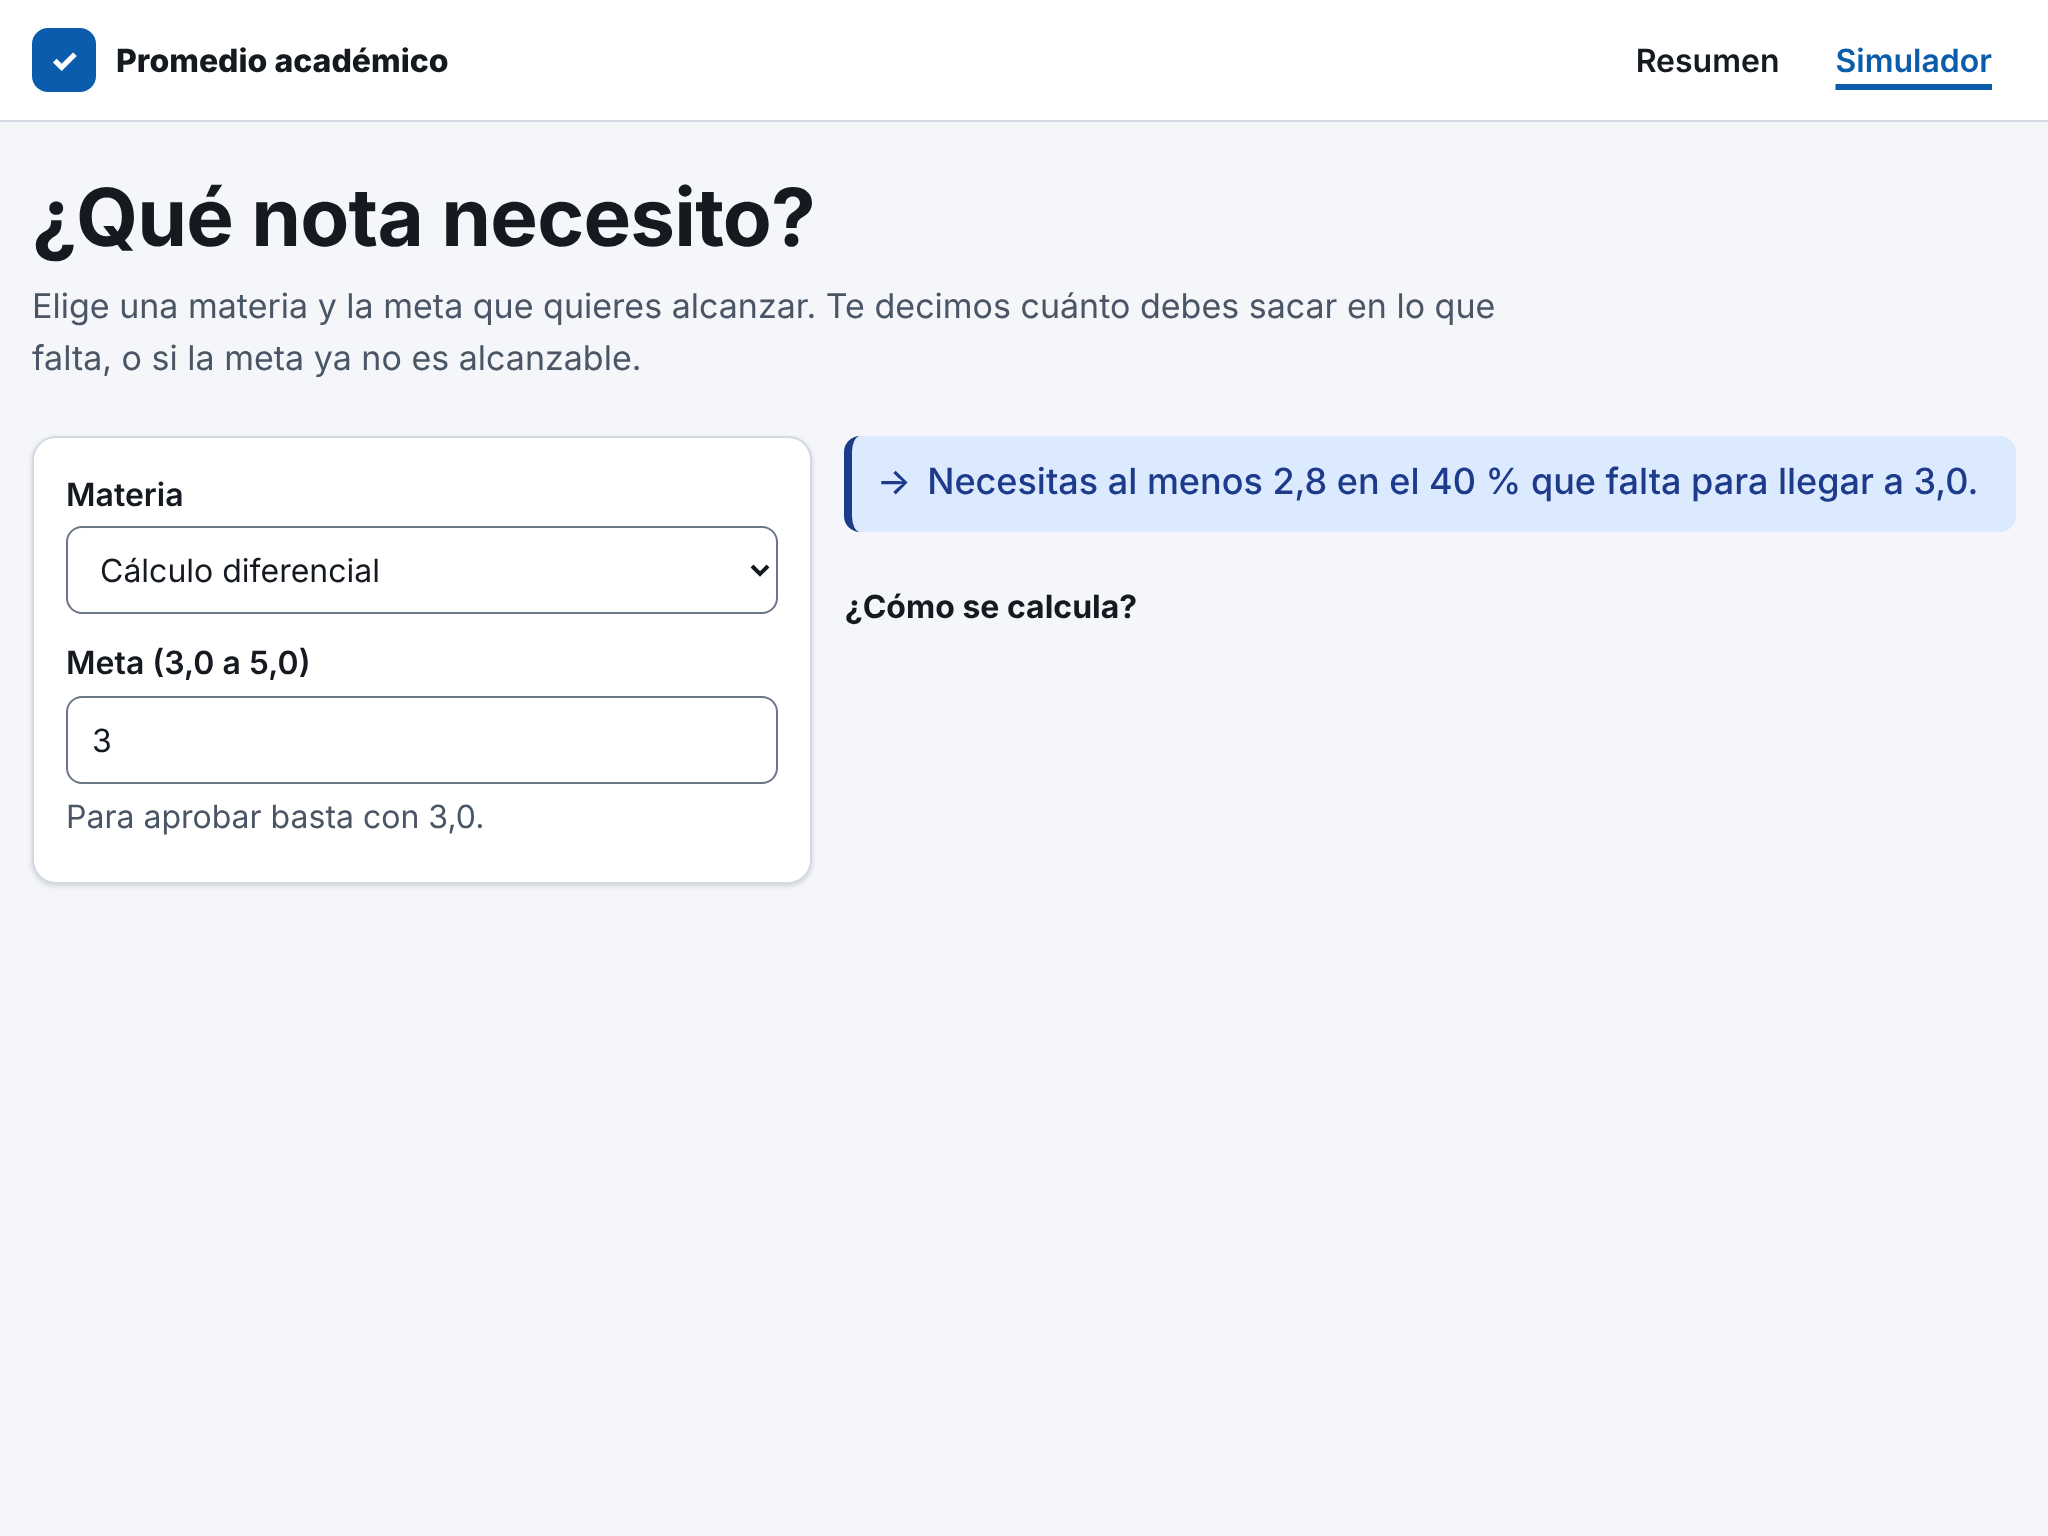 Promedio académico
Resumen
Simulador
¿Qué nota necesito?
Elige una materia y la meta que quieres alcanzar. Te decimos cuánto debes sacar en lo que
falta, o si la meta ya no es alcanzable.
Materia
Cálculo diferencial
Meta (3,0 a 5,0)
3
Para aprobar basta con 3,0.
→ Necesitas al menos 2,8 en el 40 % que falta para llegar a 3,0.
¿Cómo se calcula?